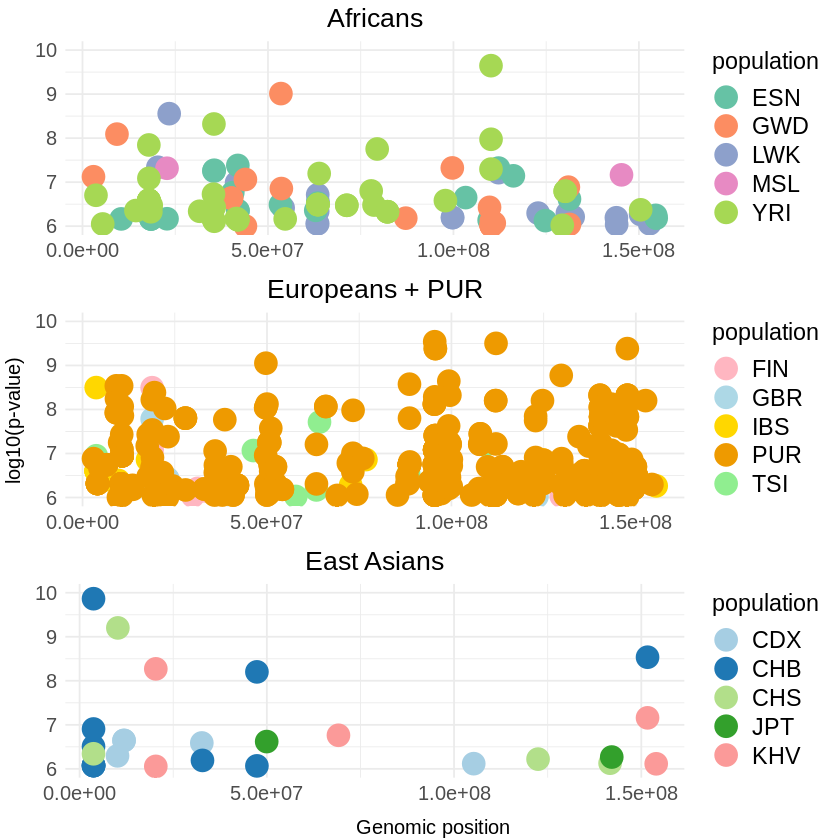 Africans
10
9
8
7
6
0.0e+00 5.0e+07 1.0e+08 1.5e+08
population
ESN
GWD
LWK
MSL
YRI
Europeans + PUR
log10(p-value)
10
9
8
7
6
0.0e+00 5.0e+07 1.0e+08 1.5e+08
population
FIN
GBR
IBS
PUR
TSI
East Asians
10
9
8
7
6
0.0e+00 5.0e+07 1.0e+08 1.5e+08
Genomic position
population
CDX
CHB
CHS
JPT
KHV